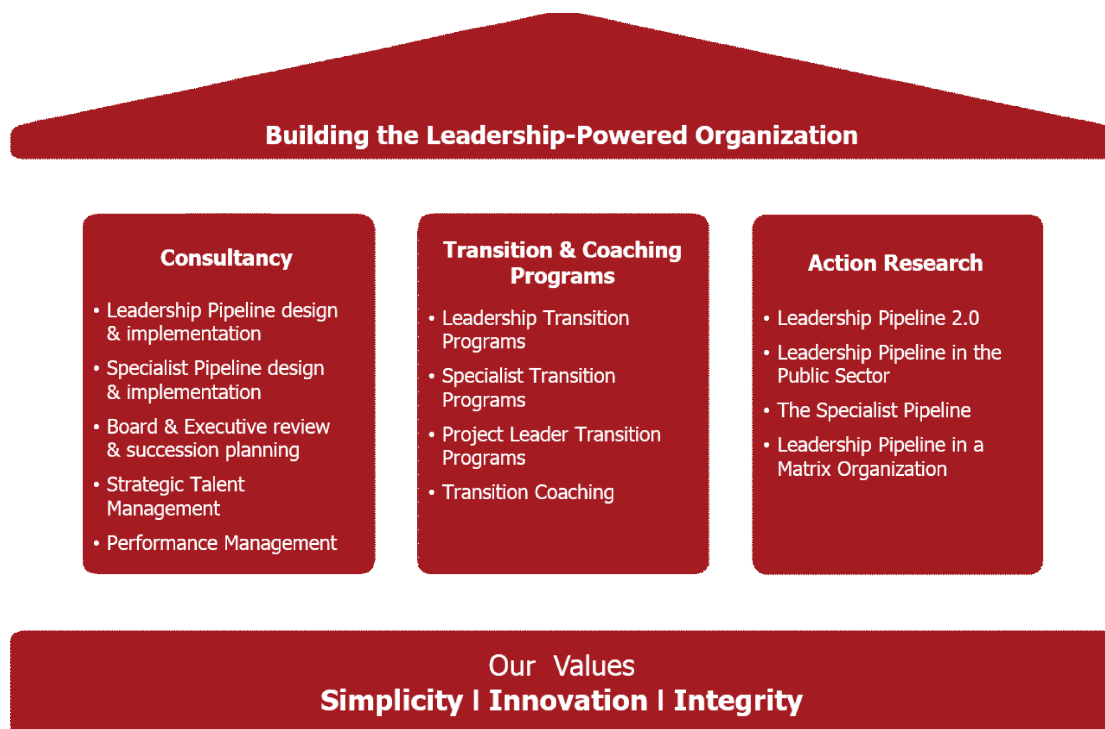 Building the Leadership-Powered Organization
Consultancy
• Leadership Pipeline design
& implementation
• Specialist Pipeline design
& implementation
• Board & Executive review
& succession planning
• Strategic Talent
Management
• Performance Management
Transition & Coaching
Programs
• Leadership Transition
Programs
• Specialist Transition
Programs
• Project Leader Transition
Programs
• Transition Coaching
Action Research
• Leadership Pipeline 2.0
• Leadership Pipeline in the
Public Sector
• The Specialist Pipeline
• Leadership Pipeline in a
Matrix Organization
Our Values
Simplicity | Innovation | Integrity